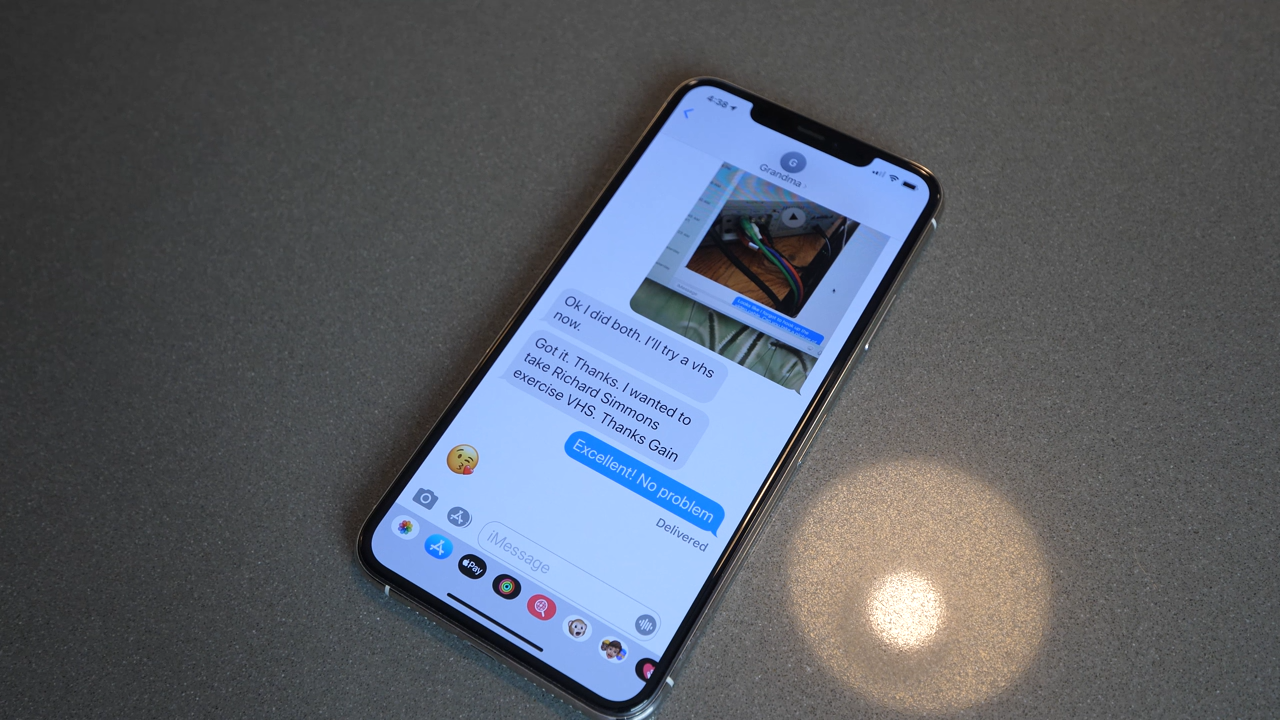 4:38
G
Grandma
Ok I did both. I'll try a vhs
now.
Got it. Thanks. I wanted to
take Richard Simmons
exercise VHS. Thanks Gain
Excellent! No problem
Delivered
iMessage
Pay